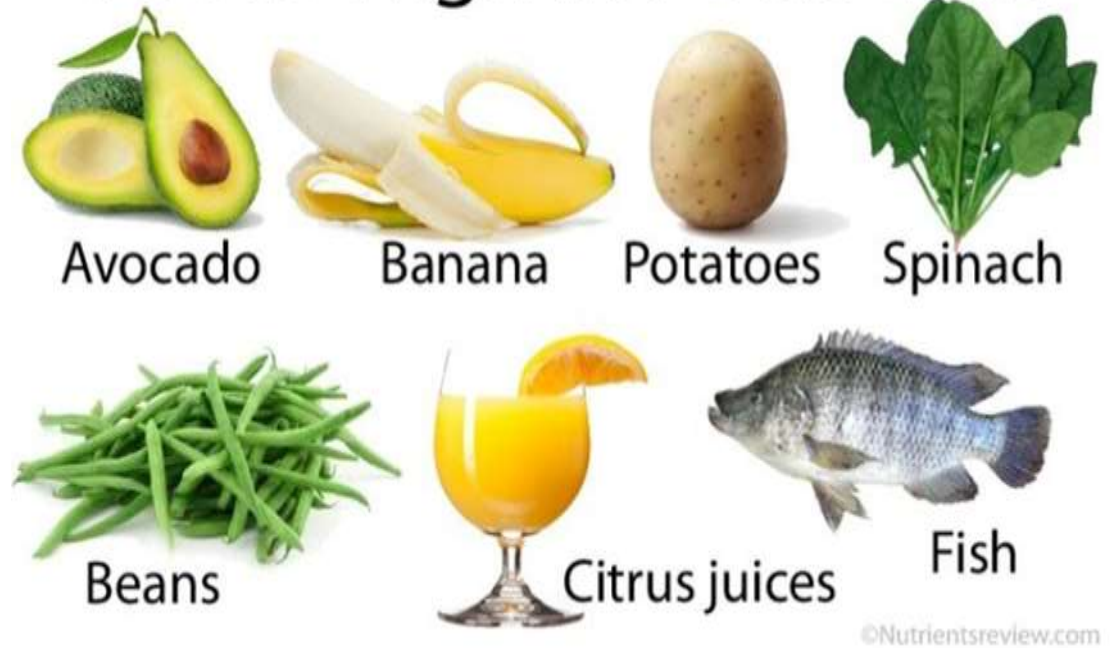 Avocado
Banana
Potatoes
Spinach
Beans
Citrus juices
Fish
©Nutrientsreview.com